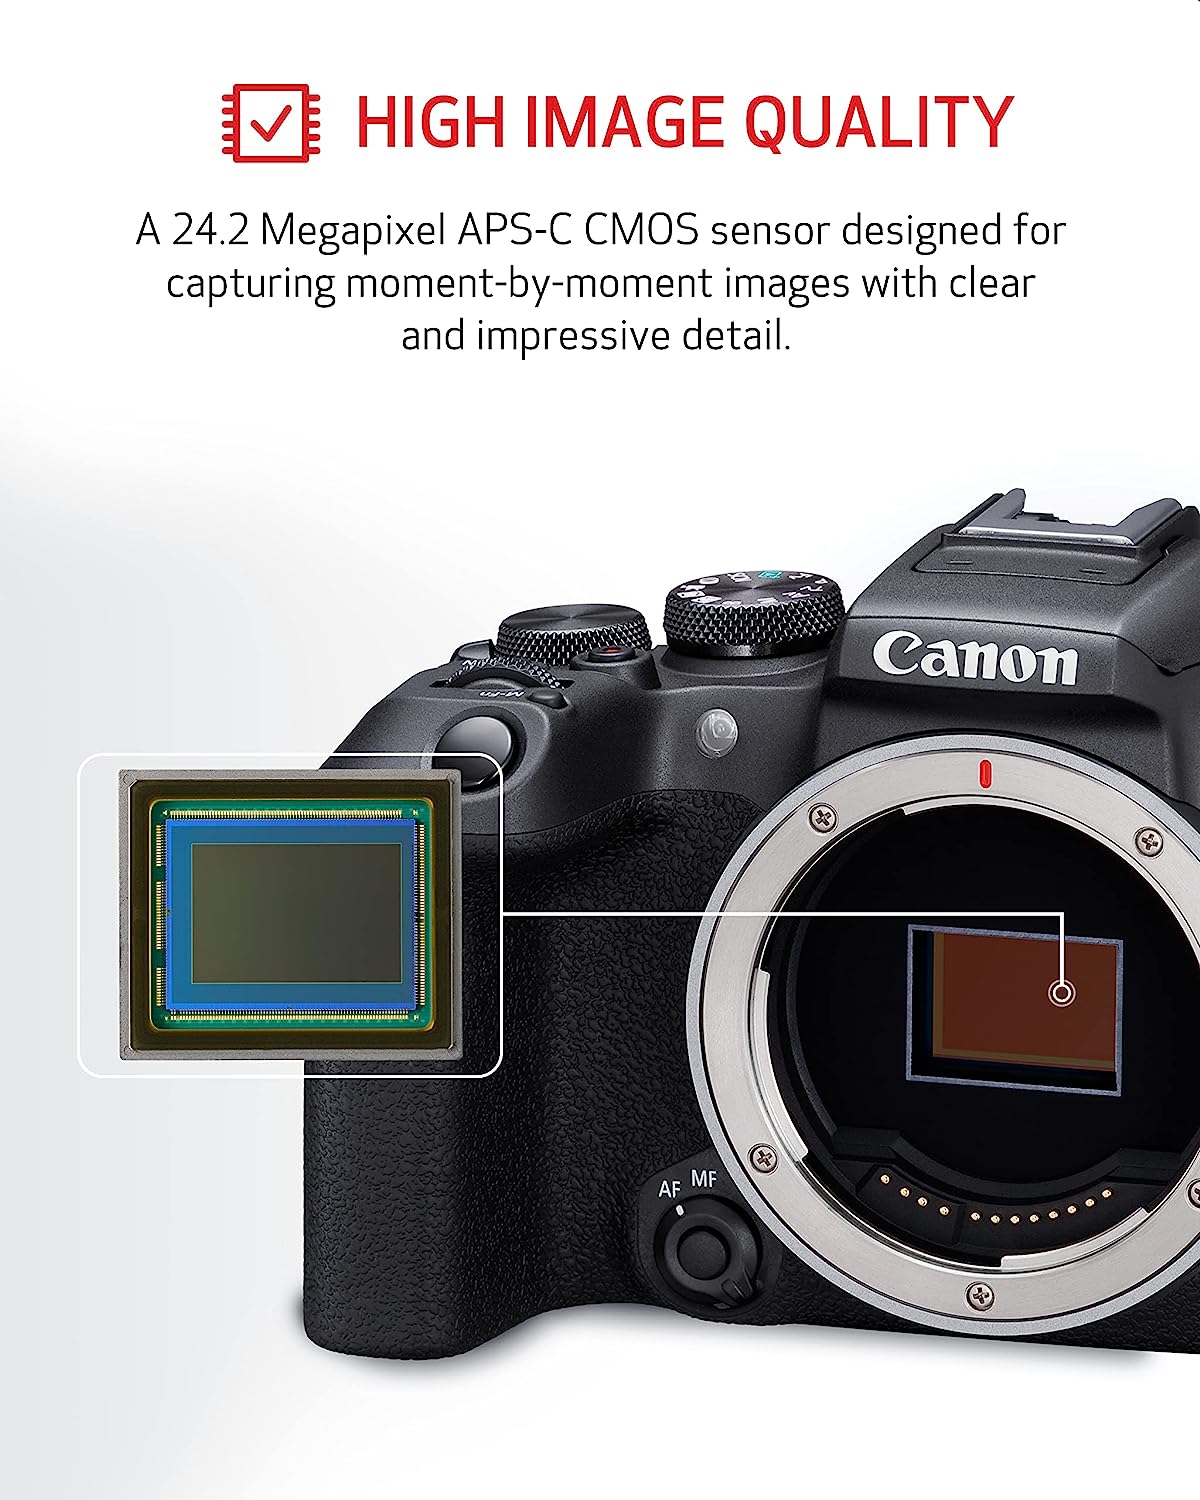 HIGH IMAGE QUALITY
A 24.2 Megapixel APS-C CMOS sensor designed for
capturing moment-by-moment images with clear
and impressive detail.
Canon
M-Fn
AF MF